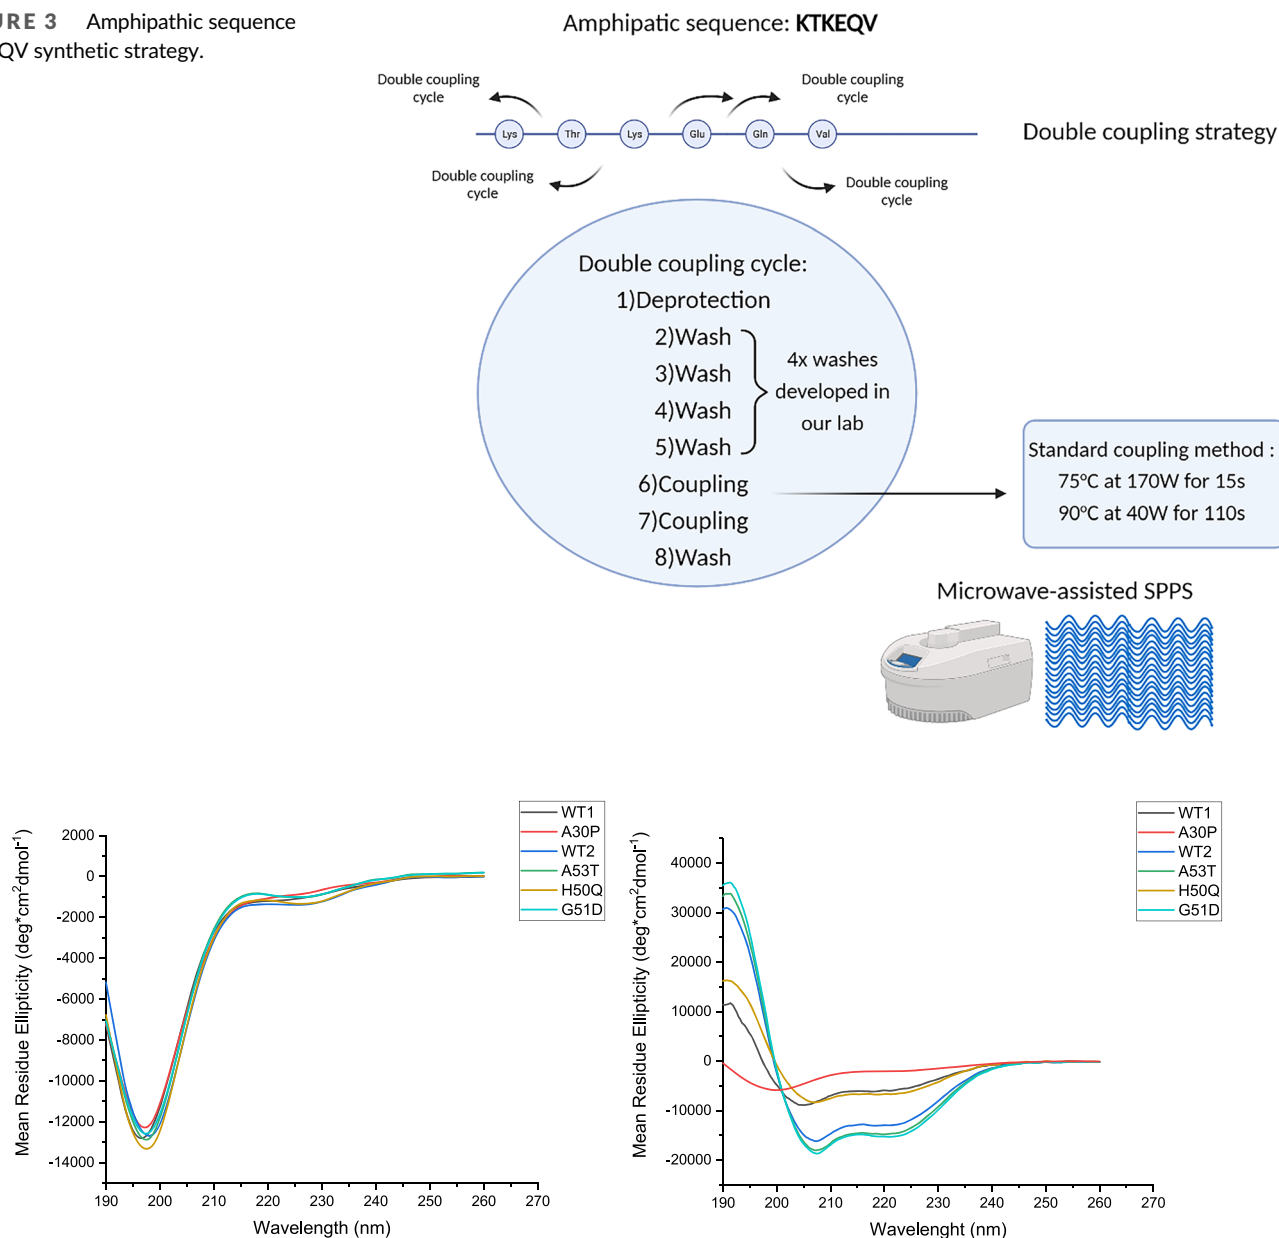 URE 3 Amphipathic sequence
QV synthetic strategy.
Amphipatic sequence: KTKEQV
Double coupling
cycle
Double coupling
cycle
Lys
Thr
Lys
Glu
Gln
Val
Double coupling strategy
Double coupling
cycle
Double coupling
cycle
Double coupling cycle:
1)Deprotection
2)Wash
3)Wash
4)Wash
5)Wash
4x washes
developed in
our lab
6)Coupling
7)Coupling
8)Wash
Standard coupling method :
75ºC at 170W for 15s
90ºC at 40W for 110s
Microwave-assisted SPPS
WT1
A30P
WT2
A53T
H50Q
G51D
2000
0
-2000
-4000
-6000
-8000
-10000
-12000
-14000
Mean Residue Ellipticity (deg*cm²dmol⁻¹)
190 200 210 220 230 240 250 260 270
Wavelength (nm)
WT1
A30P
WT2
A53T
H50Q
G51D
40000
30000
20000
10000
0
-10000
-20000
Mean Residue Ellipticity (deg*cm²dmol⁻¹)
190 200 210 220 230 240 250 260 270
Wavelenght (nm)